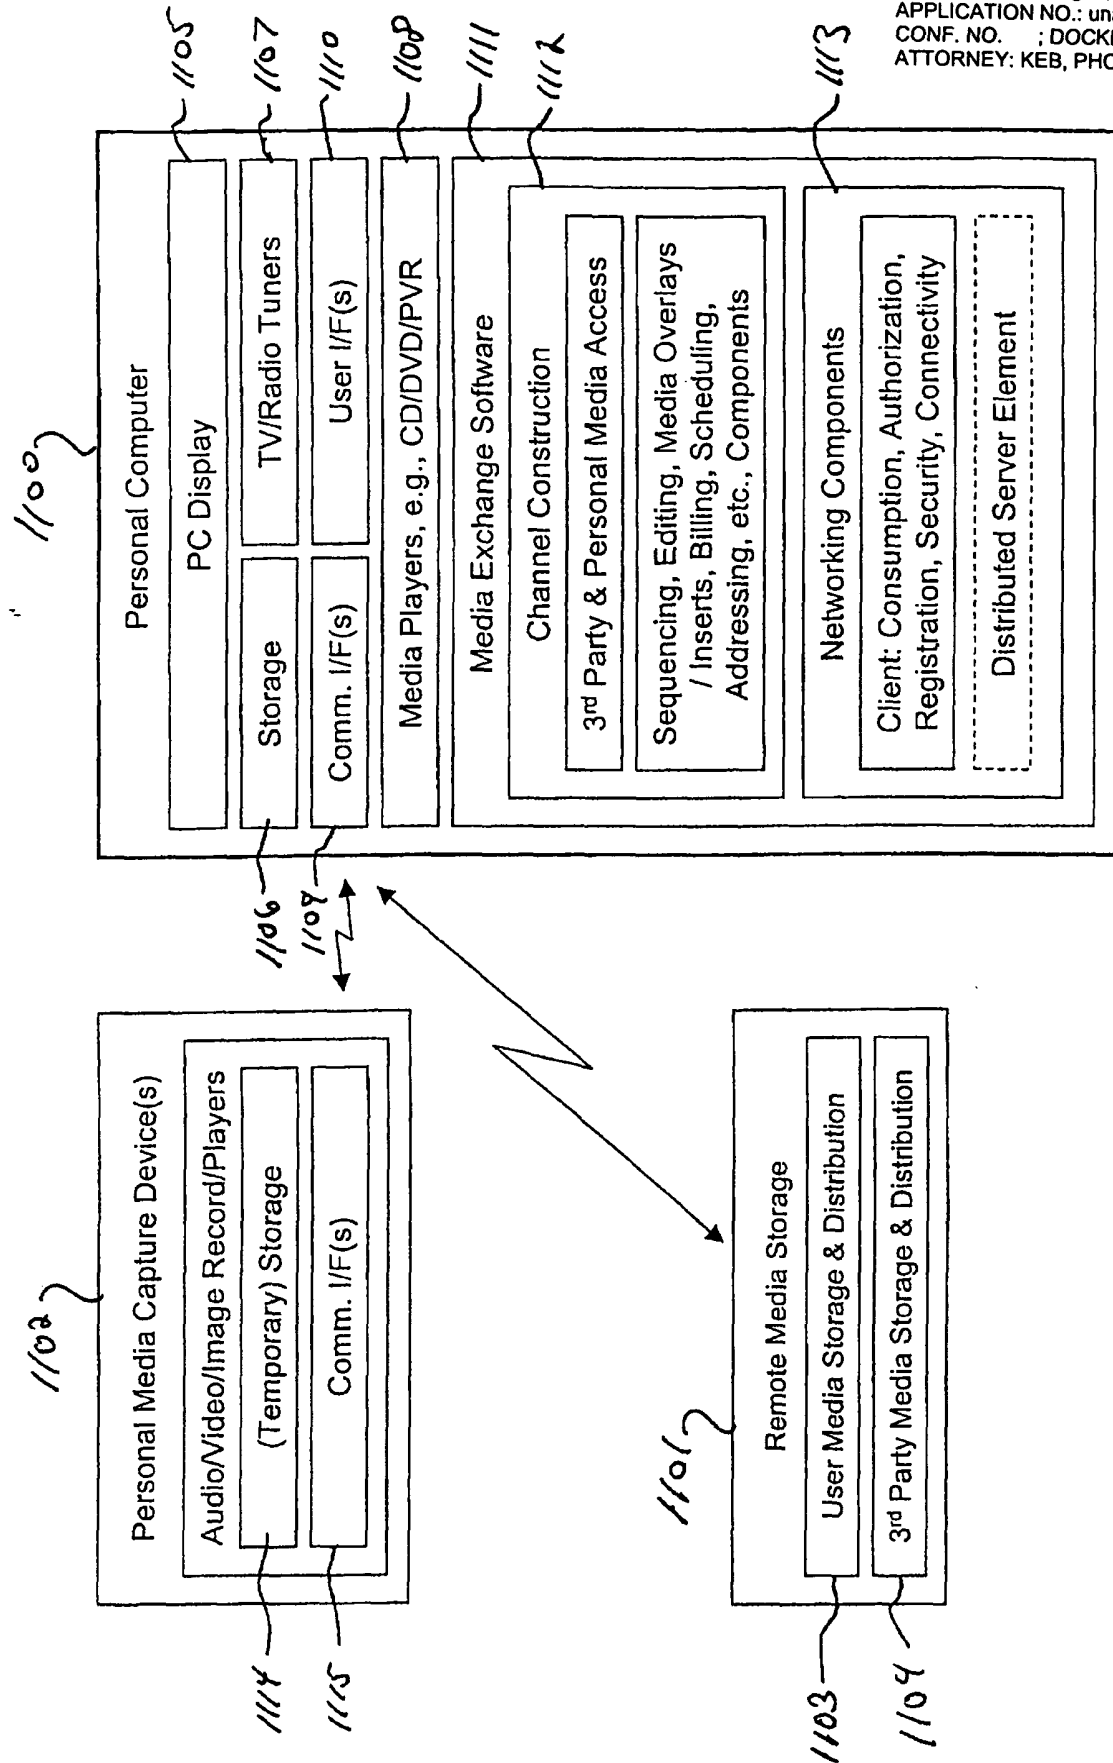 APPLICATION NO.:
CONF. NO. ;
ATTORNEY: KEB,
1100
Personal Computer
PC Display
1105
Storage
1106
TV/Radio Tuners
1107
Comm. I/F(s)
1109
User I/F(s)
1110
Media Players, e.g., CD/DVD/PVR
1108
Media Exchange Software
1111
Channel Construction
1112
3rd Party & Personal Media Access
Sequencing, Editing, Media Overlays
/ Inserts, Billing, Scheduling,
Addressing, etc., Components
Networking Components
1113
Client: Consumption, Authorization,
Registration, Security, Connectivity
Distributed Server Element
1102
Personal Media Capture Device(s)
Audio/Video/Image Record/Players
(Temporary) Storage
1114
Comm. I/F(s)
1115
1101
Remote Media Storage
User Media Storage & Distribution
1103
3rd Party Media Storage & Distribution
1104